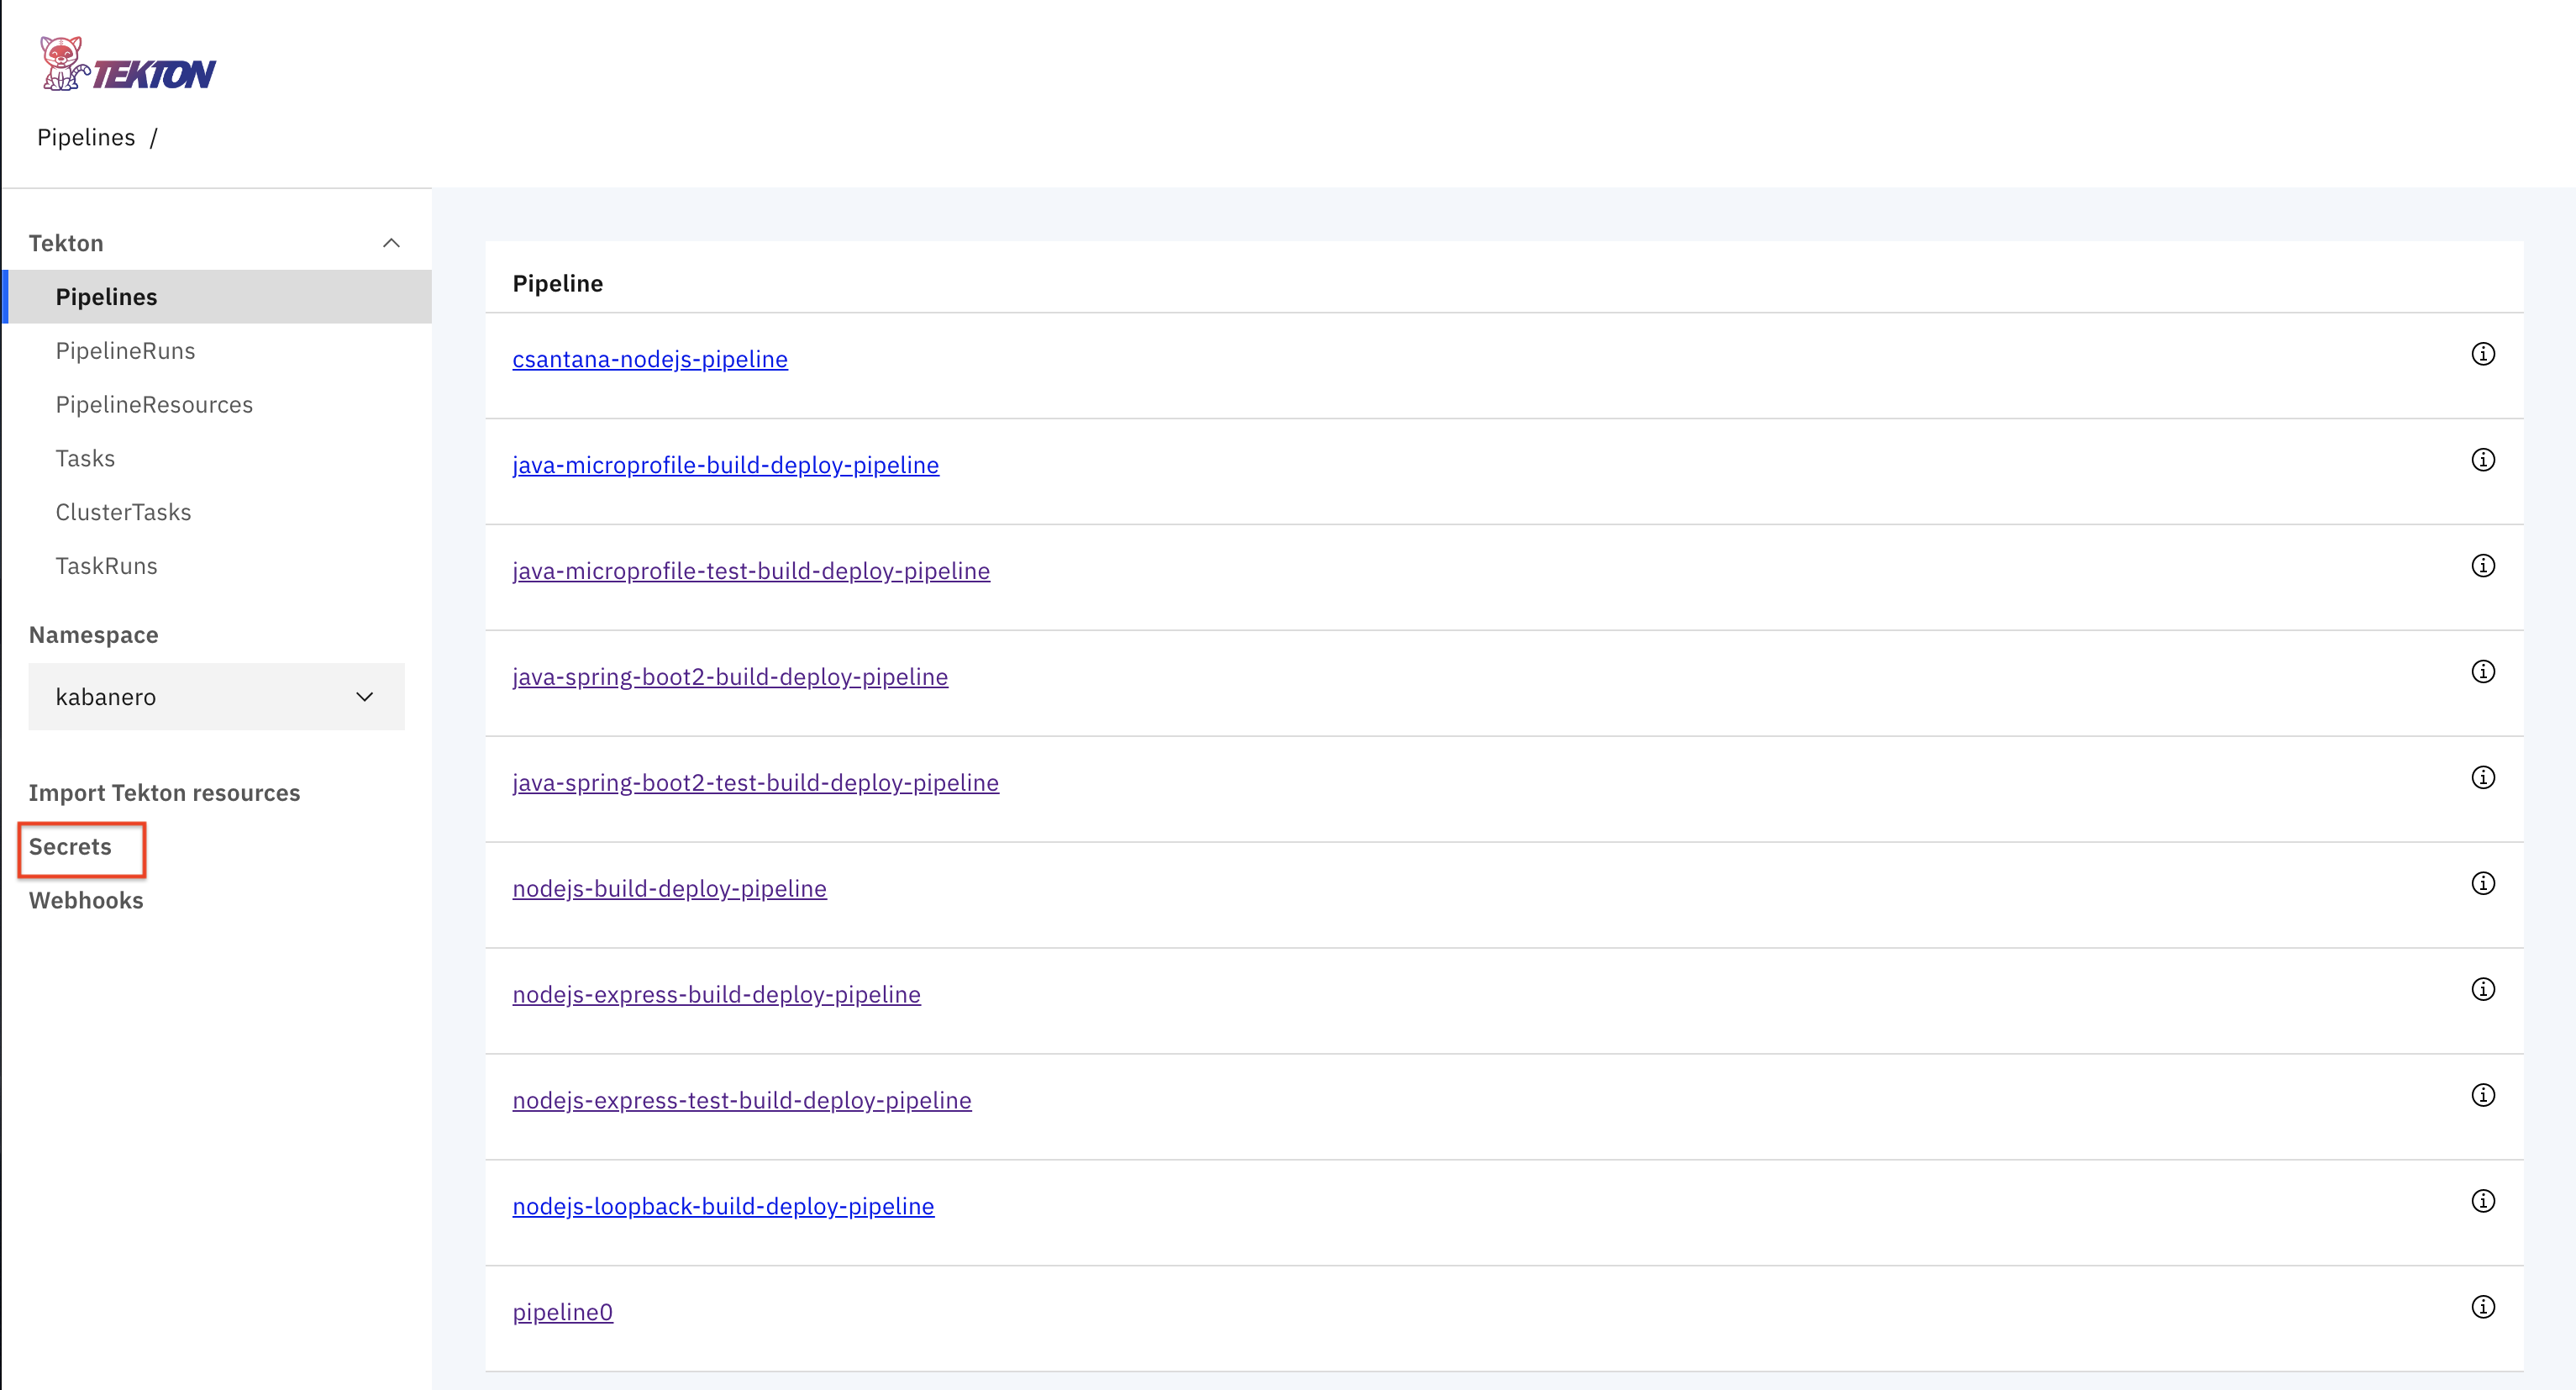 TEKTON
Pipelines /
Tekton
Pipelines
PipelineRuns
PipelineResources
Tasks
ClusterTasks
TaskRuns
Namespace
kabanero
Import Tekton resources
Secrets
Webhooks
Pipeline
csantana-nodejs-pipeline
java-microprofile-build-deploy-pipeline
java-microprofile-test-build-deploy-pipeline
java-spring-boot2-build-deploy-pipeline
java-spring-boot2-test-build-deploy-pipeline
nodejs-build-deploy-pipeline
nodejs-express-build-deploy-pipeline
nodejs-express-test-build-deploy-pipeline
nodejs-loopback-build-deploy-pipeline
pipeline0